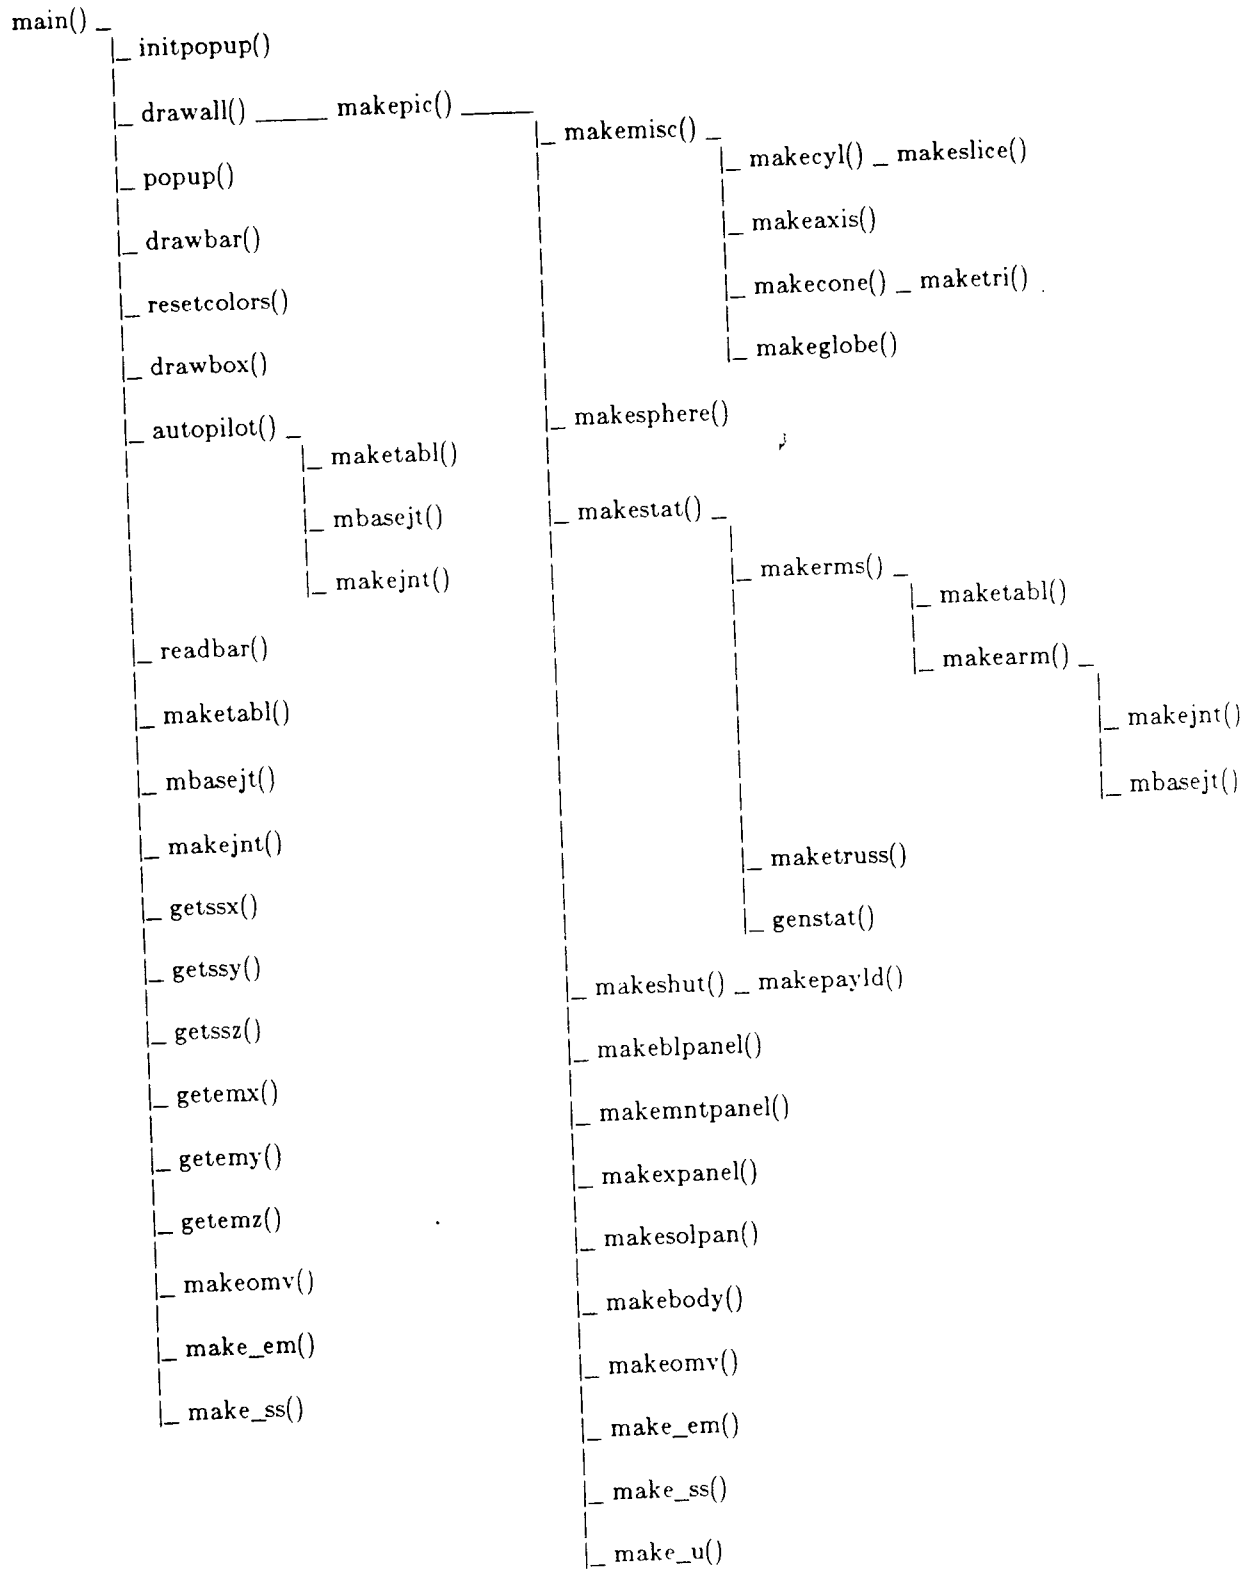 main()
initpopup()
drawall() makepic()
makemisc()
makecyl() makeslice()
popup()
makeaxis()
drawbar()
makecone() maketri()
resetcolors()
makeglobe()
drawbox()
makesphere()
autopilot()
maketabl()
makestat()
mbasejt()
makerms()
makejnt()
maketabl()
readbar()
makearm()
maketabl()
makejnt()
mbasejt()
mbasejt()
makejnt()
maketruss()
getssx()
genstat()
getssy()
makeshut() makepayld()
getssz()
makeblpanel()
getemx()
makemntpanel()
getemy()
makexpanel()
getemz()
makesolpan()
makeomv()
makebody()
make_em()
makeomv()
make_ss()
make_em()
make_ss()
make_u()